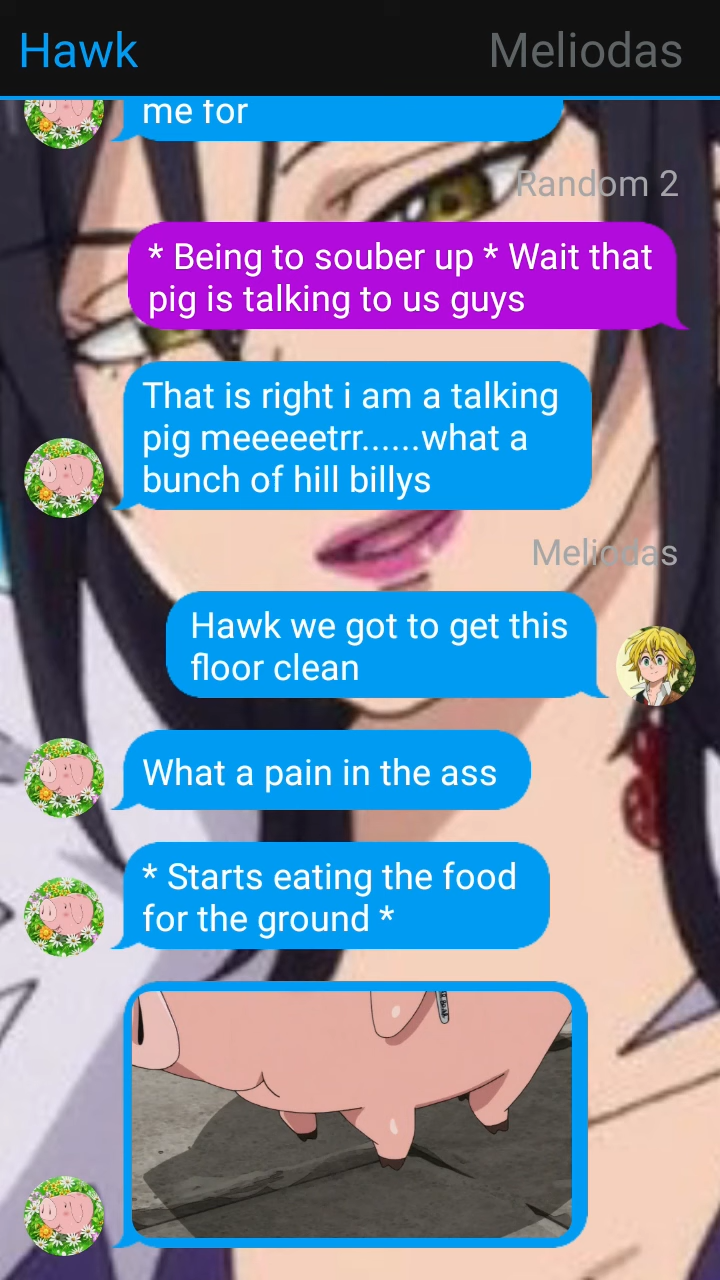 Hawk
Meliodas
me for
Random 2
* Being to souber up * Wait that
pig is talking to us guys
That is right i am a talking
pig meeeeetrr......what a
bunch of hill billys
Meliodas
Hawk we got to get this
floor clean
What a pain in the ass
* Starts eating the food
for the ground *